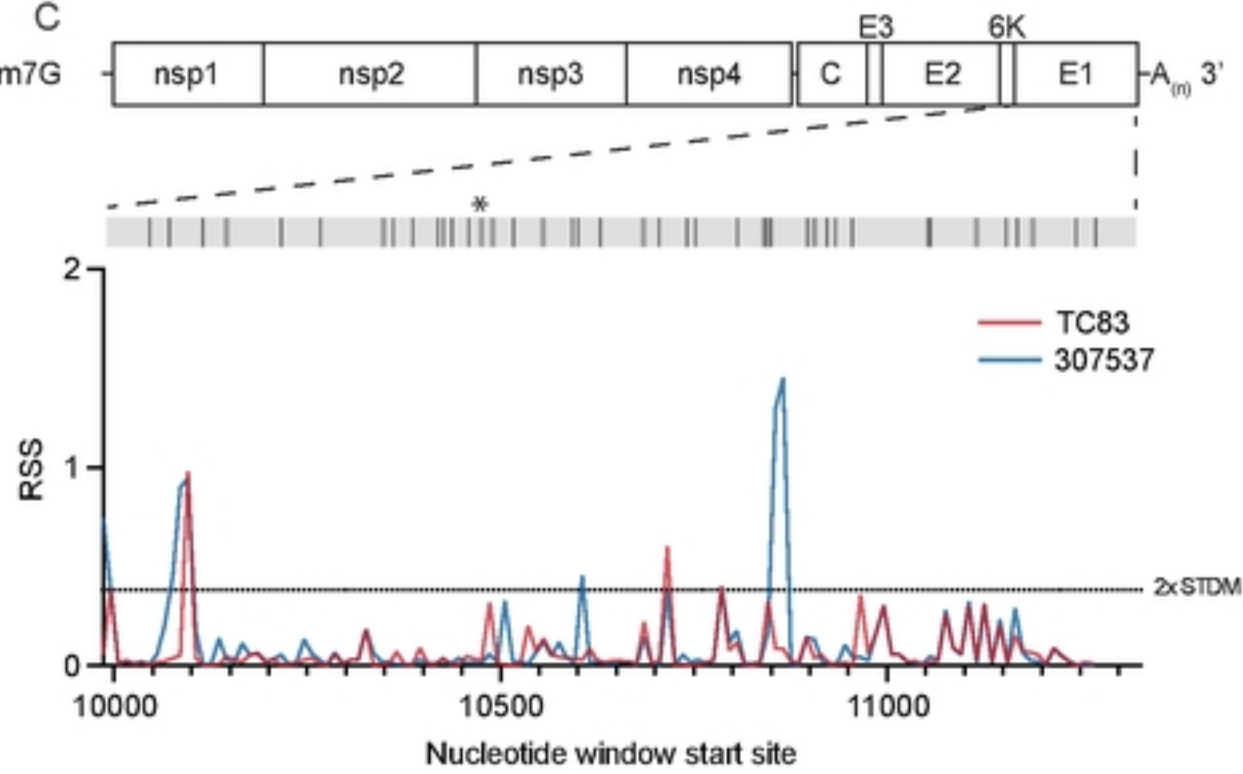 C
E3 6K
m7G nsp1 nsp2 nsp3 nsp4 C E2 E1 A(n) 3'
*
2
TC83
307537
RSS
1
2xSTDM
0
10000 10500 11000
Nucleotide window start site